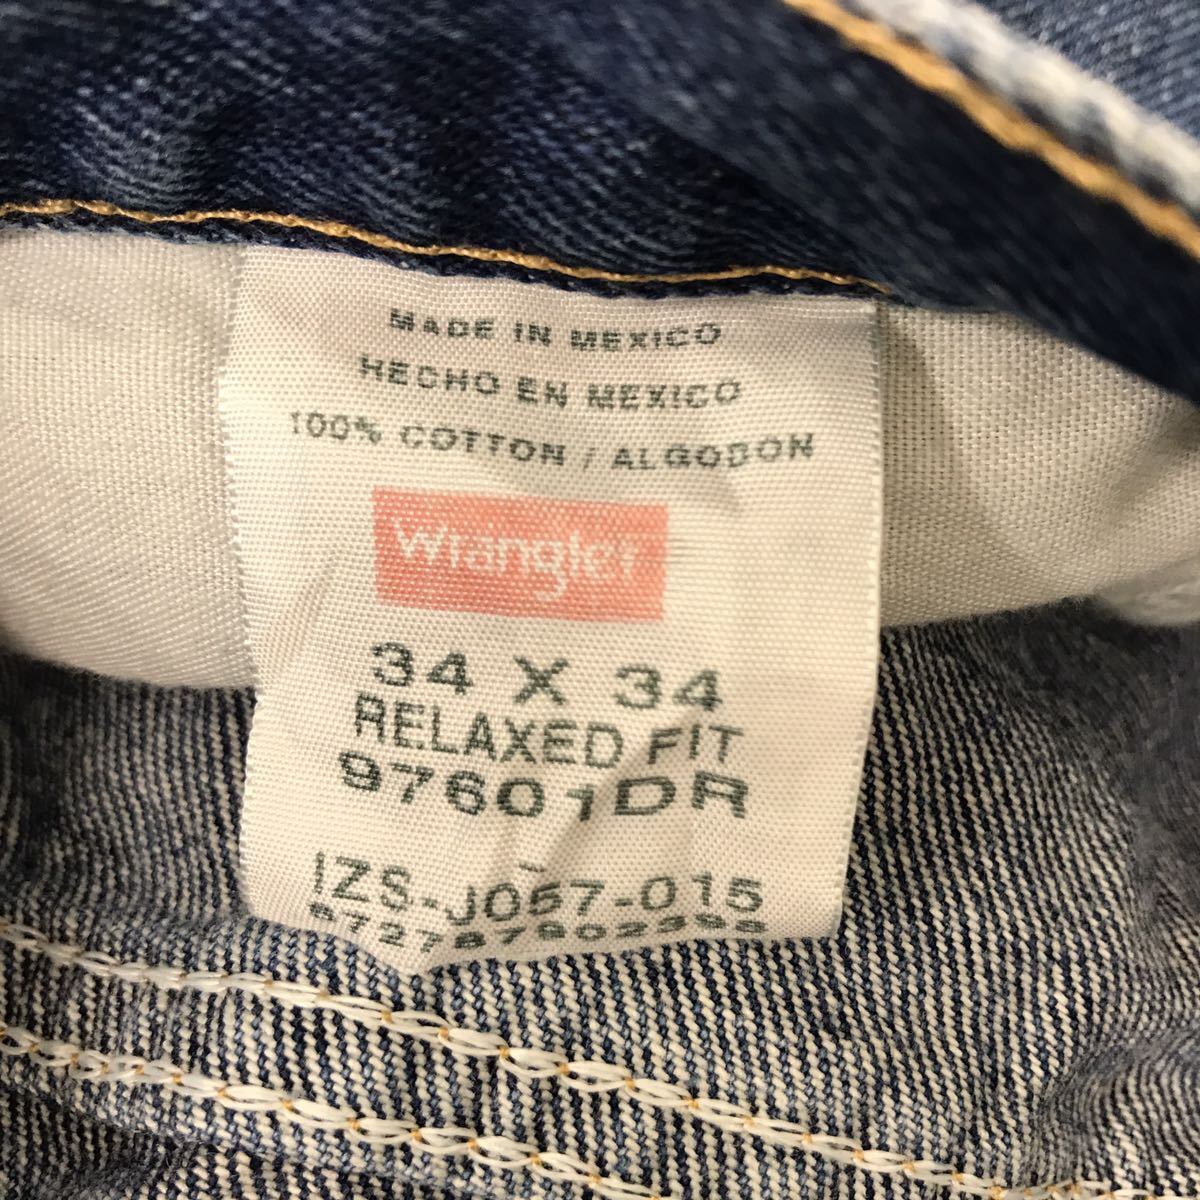 MADE IN MEXICO
HECHO EN MEXICO
100% COTTON / ALGODON
Wrangler
34 X 34
RELAXED FIT
97601DR
IZS-J057-015